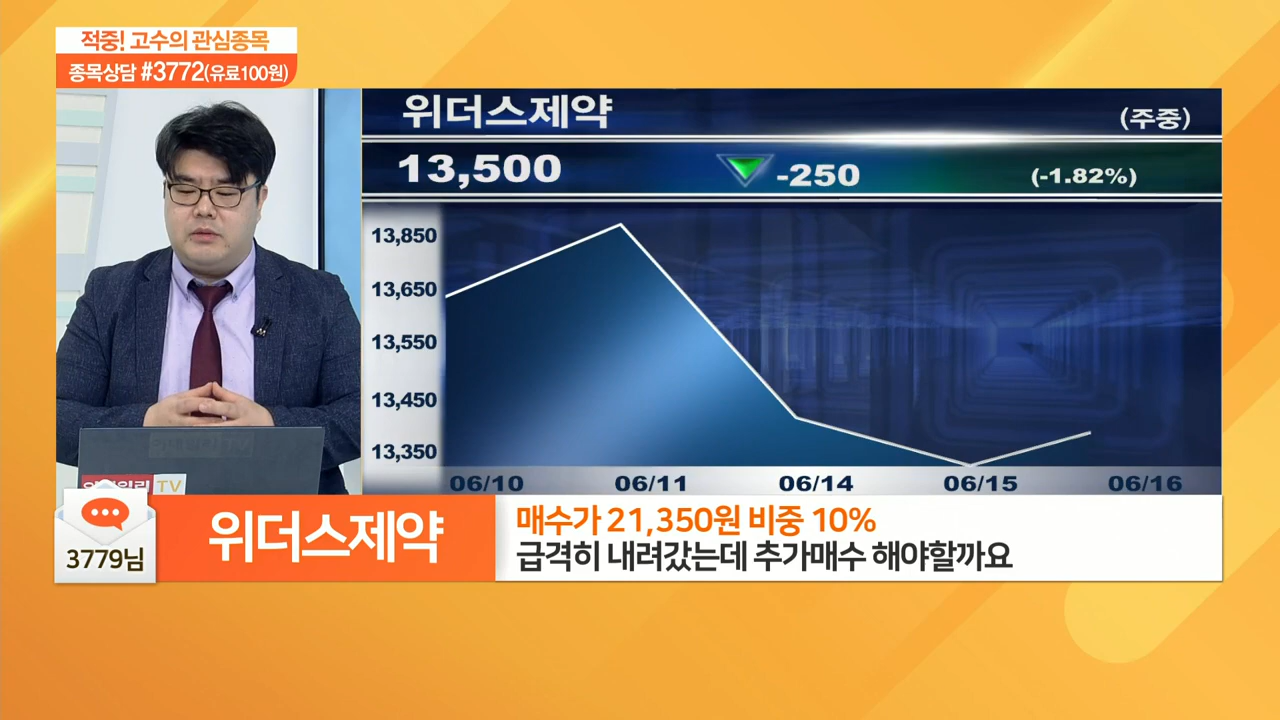 적중! 고수의 관심종목
종목상담 #3772(유료100원)
위더스제약 (주중)
13,500 -250 (-1.82%)
13,850
13,650
13,550
13,450
13,350
06/10 06/11 06/14 06/15 06/16
TV
3779님
위더스제약
매수가 21,350원 비중 10%
급격히 내려갔는데 추가매수 해야할까요